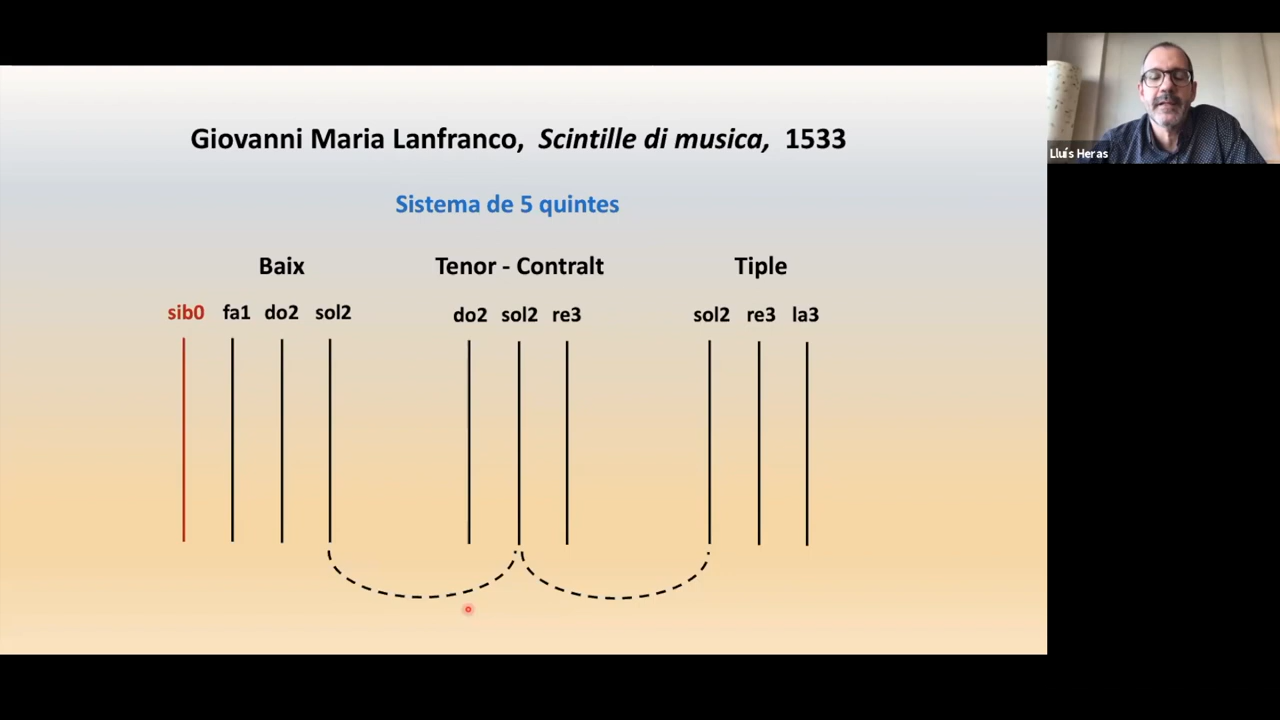 Giovanni Maria Lanfranco, Scintille di musica, 1533
Lluís Heras
Sistema de 5 quintes
Baix Tenor - Contralt Tiple
sib0 fa1 do2 sol2 do2 sol2 re3 sol2 re3 la3